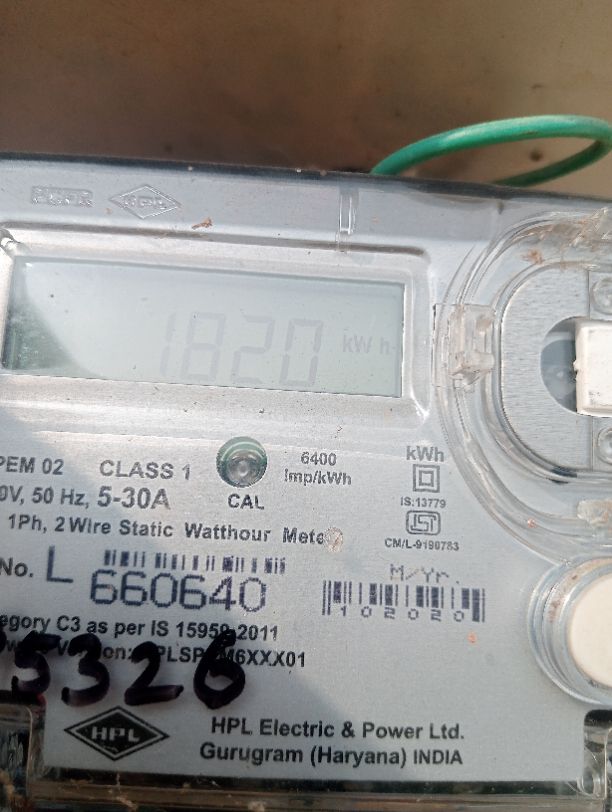 HPL
1820 kWh
PEM 02 CLASS 1
6400
Imp/kWh
kWh
0V, 50 Hz, 5-30A
CAL
IS:13779
1Ph, 2 Wire Static Watthour Meter
CM/L-9190783
No. L 660640
M/Yr.
102020
egory C3 as per IS 15959:2011
5326
HPL
HPL Electric & Power Ltd.
Gurugram (Haryana) INDIA